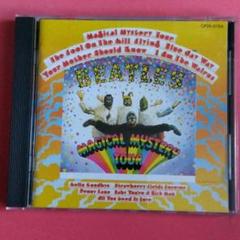 Magical Mystery Tour
The Fool On The Hill Flying Blue Jay Way
Your Mother Should Know I Am The Walrus
BEATLES
MAGICAL MYSTERY
TOUR
Hello Goodbye Strawberry Fields Forever
Penny Lane Baby You're A Rich Man
All You Need Is Love